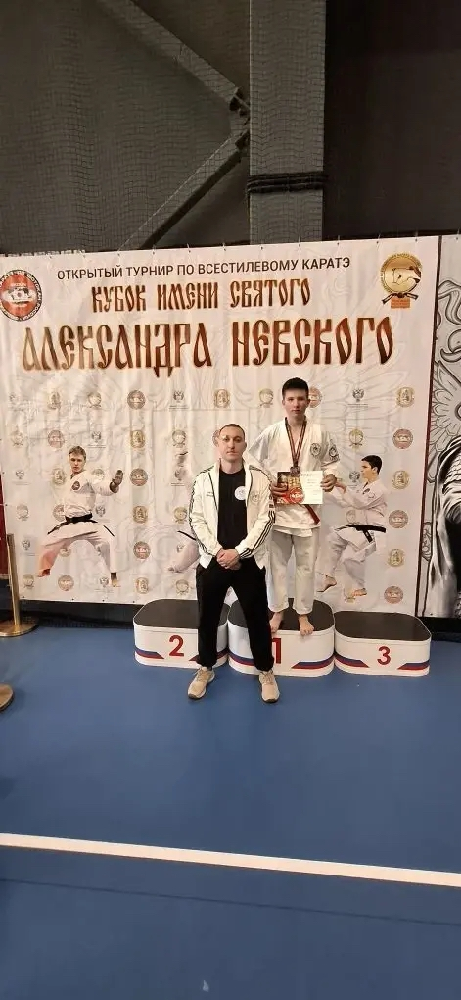 ОТКРЫТЫЙ ТУРНИР ПО ВСЕСТИЛЕВОМУ КАРАТЭ
КУБОК ИМЕНИ СВЯТОГО
АЛЕКСАНДРА НЕВСКОГО
2
1
3